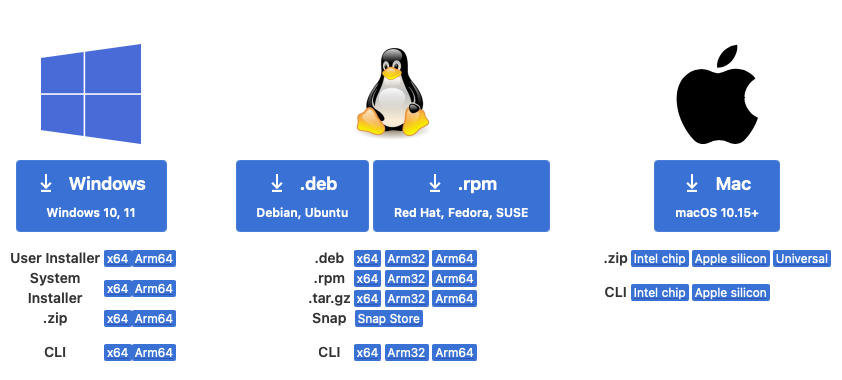 Windows
Windows 10, 11
User Installer x64 Arm64
System
Installer x64 Arm64
.zip x64 Arm64
CLI x64 Arm64
.deb
Debian, Ubuntu
.rpm
Red Hat, Fedora, SUSE
.deb x64 Arm32 Arm64
.rpm x64 Arm32 Arm64
.tar.gz x64 Arm32 Arm64
Snap Snap Store
CLI x64 Arm32 Arm64
Mac
macOS 10.15+
.zip Intel chip Apple silicon Universal
CLI Intel chip Apple silicon